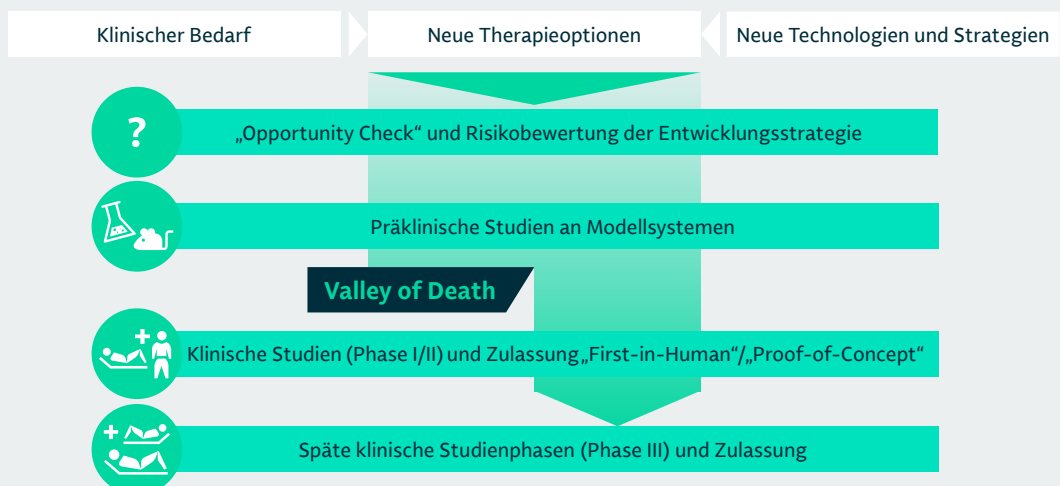 Klinischer Bedarf
Neue Therapieoptionen
Neue Technologien und Strategien
?
„Opportunity Check“ und Risikobewertung der Entwicklungsstrategie
Präklinische Studien an Modellsystemen
Valley of Death
Klinische Studien (Phase I/II) und Zulassung „First-in-Human“/„Proof-of-Concept“
Späte klinische Studienphasen (Phase III) und Zulassung